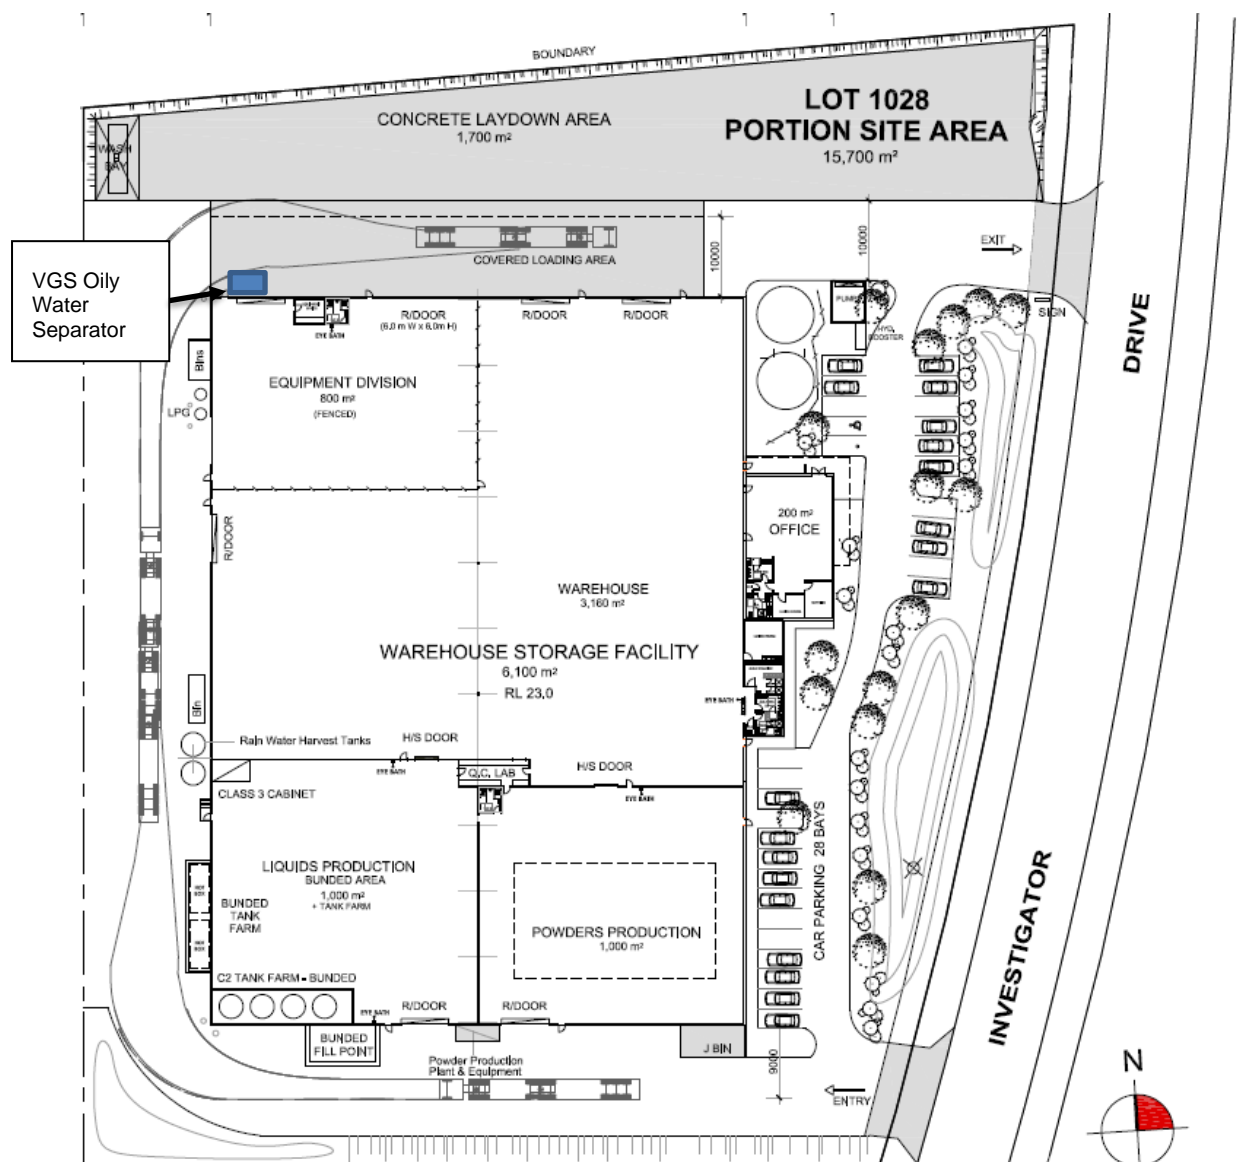 BOUNDARY
LOT 1028
PORTION SITE AREA
15,700 m²
CONCRETE LAYDOWN AREA
1,700 m²
WASH
BAY
EXIT
10000
10000
COVERED LOADING AREA
VGS Oily
Water
Separator
SIGN
DRIVE
PUMP
HYD.
BOOSTER
R/DOOR
(6.0 m W x 6.0m H)
R/DOOR
R/DOOR
EYE BATH
Bins
LPG
EQUIPMENT DIVISION
800 m²
(FENCED)
R/DOOR
200 m²
OFFICE
WAREHOUSE
3,160 m²
WAREHOUSE STORAGE FACILITY
6,100 m²
RL 23,0
EYE BATH
Bin
Rain Water Harvest Tanks
H/S DOOR
EYE BATH
Q.C. LAB
H/S DOOR
EYE BATH
CLASS 3 CABINET
LIQUIDS PRODUCTION
BUNDED AREA
1,000 m²
+ TANK FARM
BUNDED
TANK
FARM
POWDERS PRODUCTION
1,000 m²
CAR PARKING 28 BAYS
INVESTIGATOR
C2 TANK FARM - BUNDED
EYE BATH
R/DOOR
R/DOOR
BUNDED
FILL POINT
Powder Production
Plant & Equipment
J BIN
9000
ENTRY
N